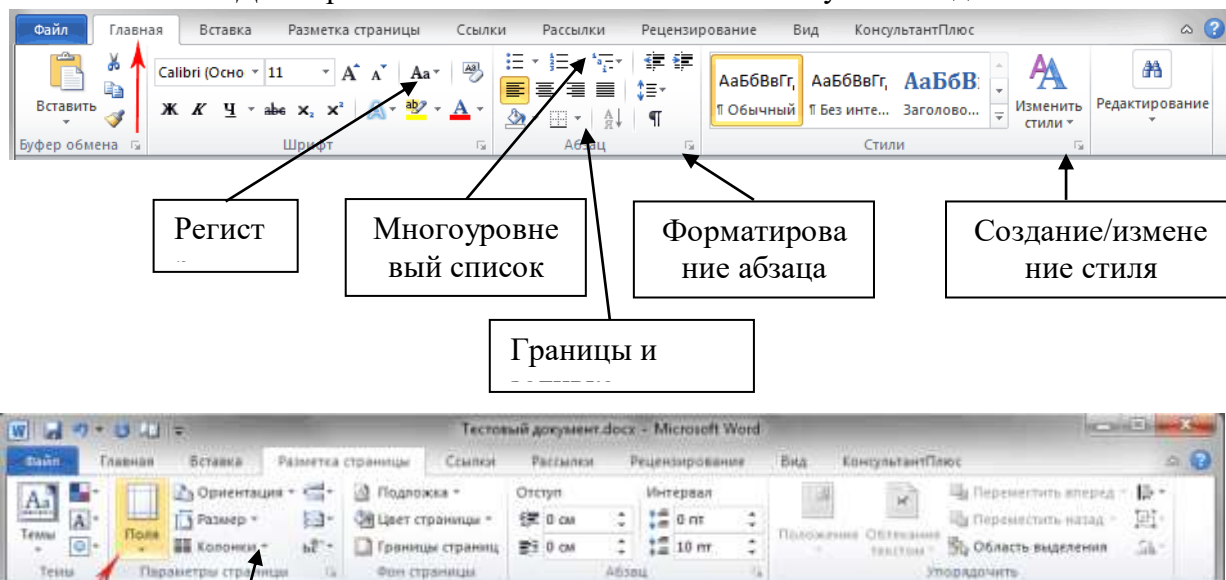 Файл Главная Вставка Разметка страницы Ссылки Рассылки Рецензирование Вид КонсультантПлюс
Calibri (Осно 11 Aa
АаБбВвГг, АаБбВвГг, АаБбВ
Вставить Ж К Ч abc x₂ x² A
¶ Обычный ¶ Без инте... Заголово... Изменить стили Редактирование
Буфер обмена Шрифт Абзац Стили
Регист
Многоуровне
вый список
Форматирова
ние абзаца
Создание/измене
ние стиля
Границы и
Тестовый документ.docx - Microsoft Word
Файл Главная Вставка Разметка страницы Ссылки Рассылки Рецензирование Вид КонсультантПлюс
Ориентация Подложка Отступ Интервал Переместить вперед
Темы Поля Размер Цвет страницы 0 см 0 пт Положение Обтекание текстом Переместить назад
Колонки Границы страниц 0 см 10 пт Область выделения
Темы Параметры страницы Фон страницы Абзац Упорядочить